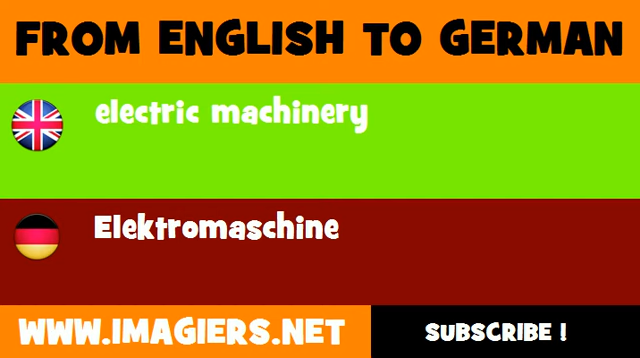 FROM ENGLISH TO GERMAN
electric machinery
Elektromaschine
WWW.IMAGIERS.NET
SUBSCRIBE !